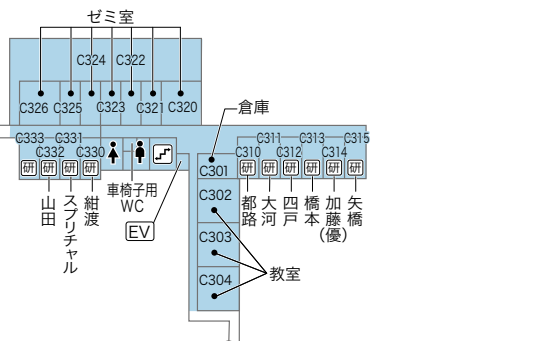 ゼミ室
C324 C322
C326 C325 C323 C321 C320
倉庫
C333 C331
C332 C330
研 研 研 研
C311 C313 C315
C310 C312 C314
研 研 研 研 研 研
C301
山田
スプリチャル
紺渡
車椅子用
WC
EV
C302
C303
C304
教室
都路
大河
四戸
橋本
加藤(優)
矢橋